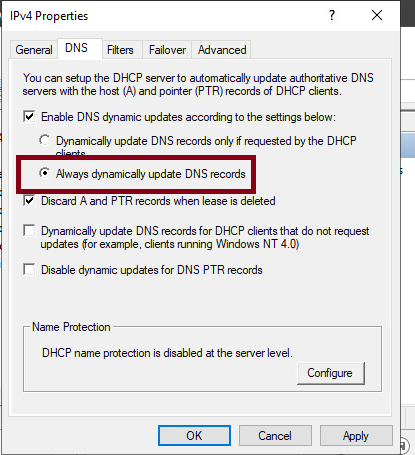 IPv4 Properties
General DNS Filters Failover Advanced
You can setup the DHCP server to automatically update authoritative DNS
servers with the host (A) and pointer (PTR) records of DHCP clients.
Enable DNS dynamic updates according to the settings below:
Dynamically update DNS records only if requested by the DHCP
clients
Always dynamically update DNS records
Discard A and PTR records when lease is deleted
Dynamically update DNS records for DHCP clients that do not request
updates (for example, clients running Windows NT 4.0)
Disable dynamic updates for DNS PTR records
Name Protection
DHCP name protection is disabled at the server level.
Configure
OK Cancel Apply